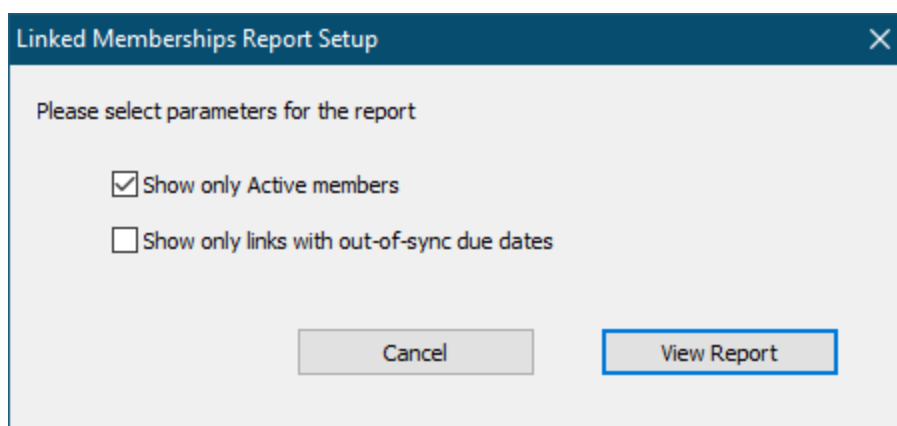 Linked Memberships Report Setup
Please select parameters for the report
Show only Active members
Show only links with out-of-sync due dates
Cancel View Report